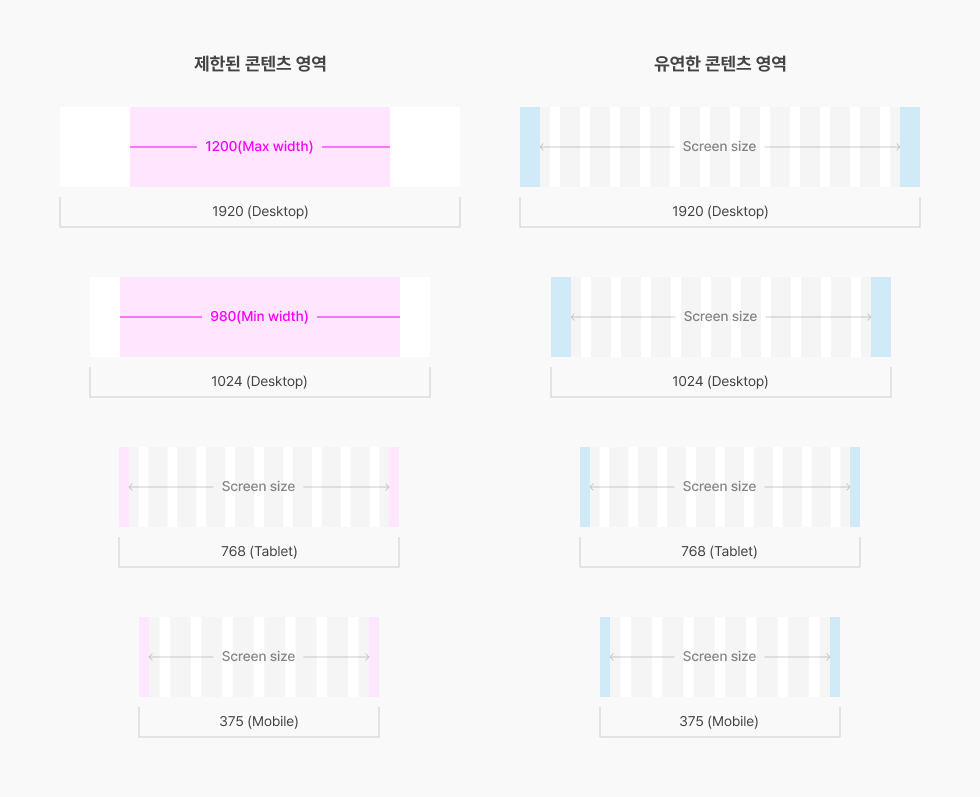 제한된 콘텐츠 영역
유연한 콘텐츠 영역
1200(Max width)
Screen size
1920 (Desktop)
1920 (Desktop)
980(Min width)
Screen size
1024 (Desktop)
1024 (Desktop)
Screen size
Screen size
768 (Tablet)
768 (Tablet)
Screen size
Screen size
375 (Mobile)
375 (Mobile)